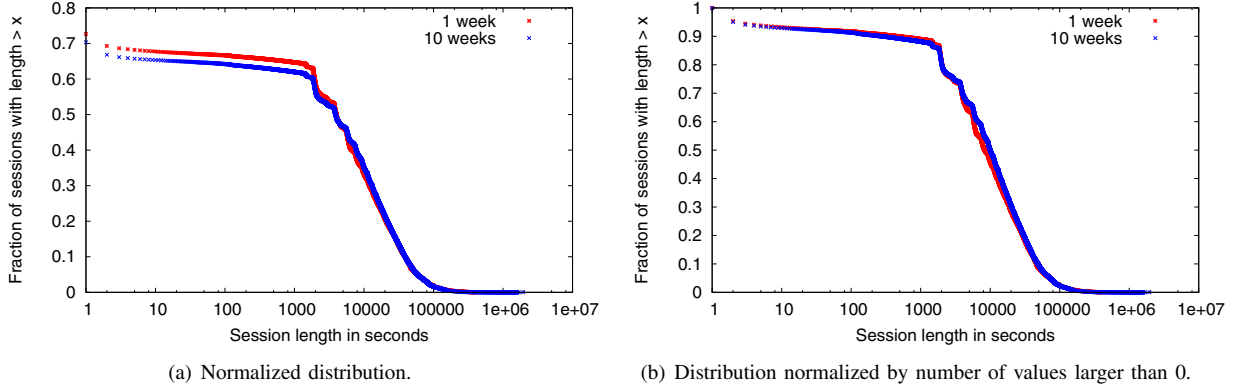 Fraction of sessions with length > x
0.8
0.7
0.6
0.5
0.4
0.3
0.2
0.1
0
1 week
10 weeks
1 10 100 1000 10000 100000 1e+06 1e+07
Session length in seconds
(a) Normalized distribution.
Fraction of sessions with length > x
1
0.9
0.8
0.7
0.6
0.5
0.4
0.3
0.2
0.1
0
1 week
10 weeks
1 10 100 1000 10000 100000 1e+06 1e+07
Session length in seconds
(b) Distribution normalized by number of values larger than 0.